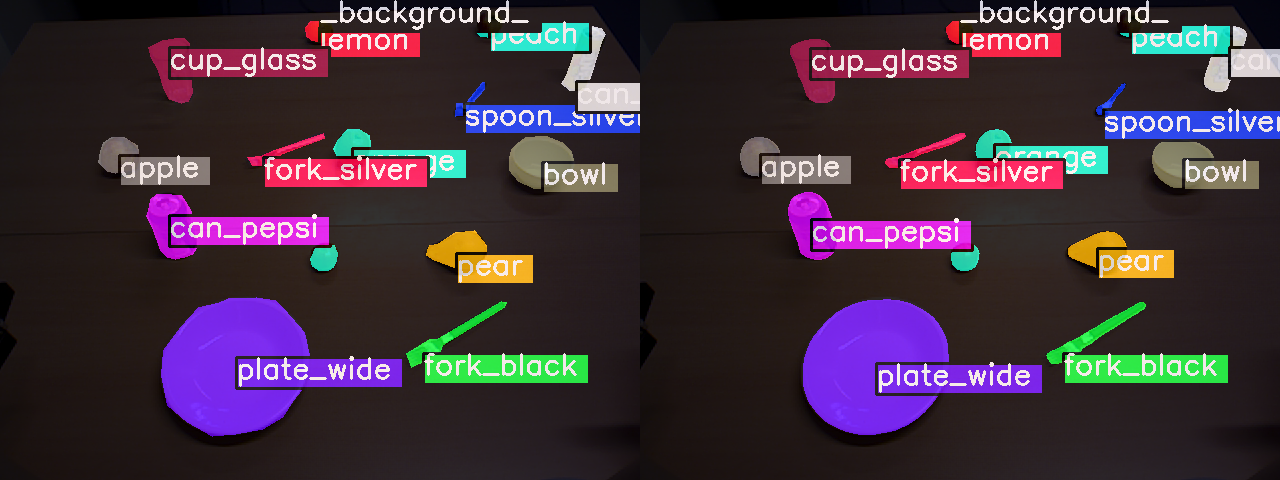 _background_
lemon
peach
cup_glass
can_
spoon_silver
apple
fork_silver
bowl
can_pepsi
pear
plate_wide
fork_black
_background_
lemon
peach
cup_glass
can
spoon_silver
orange
apple
fork_silver
bowl
can_pepsi
pear
plate_wide
fork_black